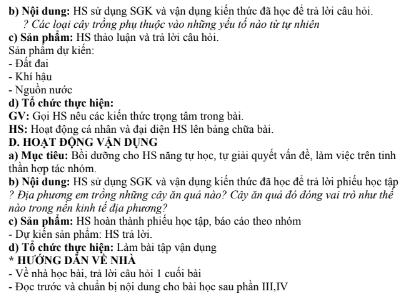 b) Nội dung: HS sử dụng SGK và vận dụng kiến thức đã học để trả lời câu hỏi.
? Các loại cây trồng phụ thuộc vào những yếu tố nào từ tự nhiên
c) Sản phẩm: HS thảo luận và trả lời câu hỏi.
Sản phẩm dự kiến:
- Đất đai
- Khí hậu
- Nguồn nước
d) Tổ chức thực hiện:
GV: Gọi HS nêu các kiến thức trọng tâm trong bài.
HS: Hoạt động cá nhân và đại diện HS lên bảng chữa bài.
D. HOẠT ĐỘNG VẬN DỤNG
a) Mục tiêu: Bồi dưỡng cho HS năng tự học, tự giải quyết vấn đề, làm việc trên tinh
thần hợp tác nhóm.
b) Nội dung: HS sử dụng SGK và vận dụng kiến thức đã học để trả lời phiếu học tập
? Địa phương em trồng những cây ăn quả nào? Cây ăn quả đó đóng vai trò như thế
nào trong nền kinh tế địa phương?
c) Sản phẩm: HS hoàn thành phiếu học tập, báo cáo theo nhóm
- Dự kiến sản phẩm: HS trả lời.
d) Tổ chức thực hiện: Làm bài tập vận dụng
* HƯỚNG DẪN VỀ NHÀ
- Về nhà học bài, trả lời câu hỏi 1 cuối bài
- Đọc trước và chuẩn bị nội dung cho bài học sau phần III,IV